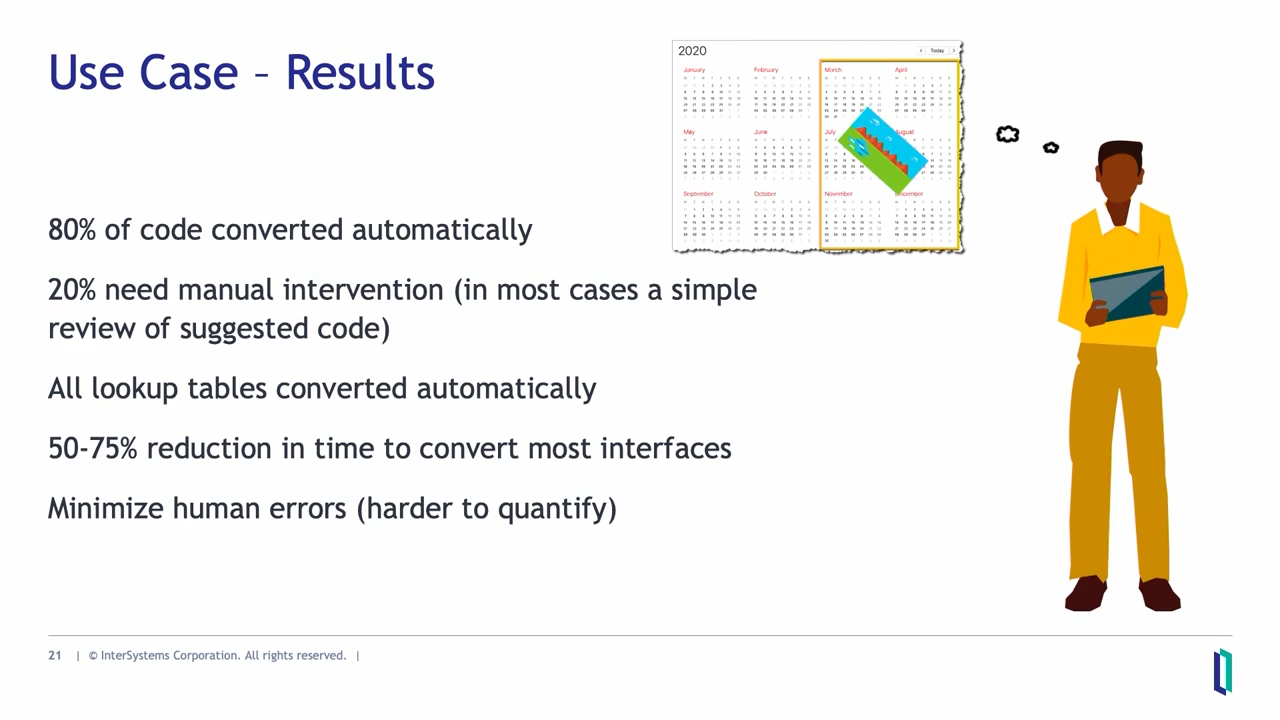 Use Case – Results
2020
Today
January
February
March
April
May
June
July
August
September
October
November
December
80% of code converted automatically
20% need manual intervention (in most cases a simple
review of suggested code)
All lookup tables converted automatically
50-75% reduction in time to convert most interfaces
Minimize human errors (harder to quantify)
21 | © InterSystems Corporation. All rights reserved. |